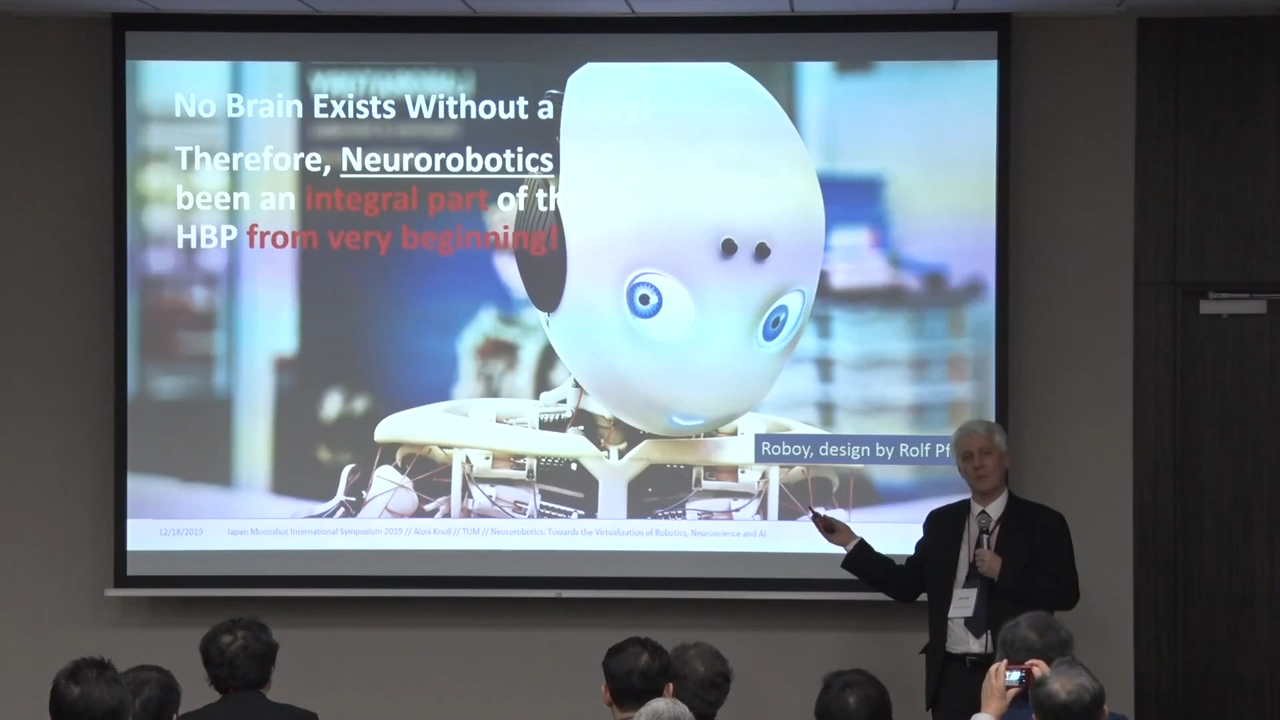 No Brain Exists Without a Body!
Therefore, Neurorobotics
been an integral part of th
HBP from very beginning!
Roboy, design by Rolf Pf
12/18/2019 Japan Moonshot International Symposium 2019 // Alois Knoll // TUM // Neurorobotics: Towards the Virtualization of Robotics, Neuroscience and AI